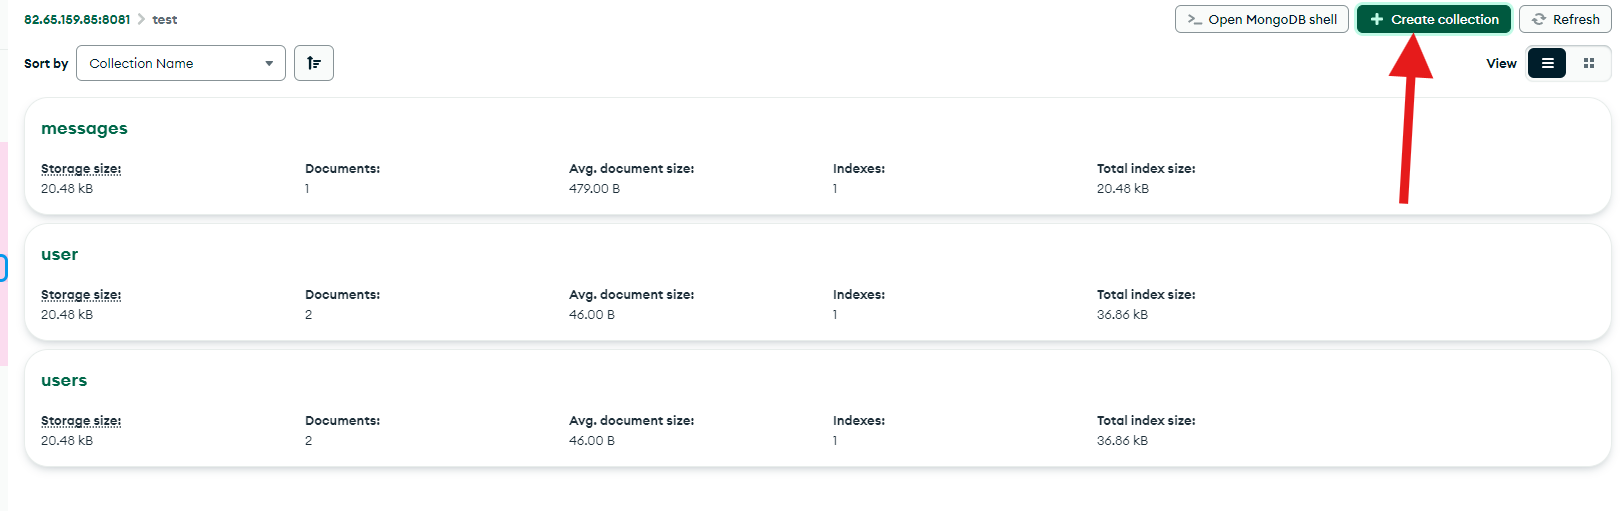 82.65.159.85:8081 > test
>_ Open MongoDB shell
+ Create collection
Refresh
Sort by
Collection Name
View
messages
Storage size: Documents: Avg. document size: Indexes: Total index size:
20.48 kB 1 479.00 B 1 20.48 kB
user
Storage size: Documents: Avg. document size: Indexes: Total index size:
20.48 kB 2 46.00 B 1 36.86 kB
users
Storage size: Documents: Avg. document size: Indexes: Total index size:
20.48 kB 2 46.00 B 1 36.86 kB